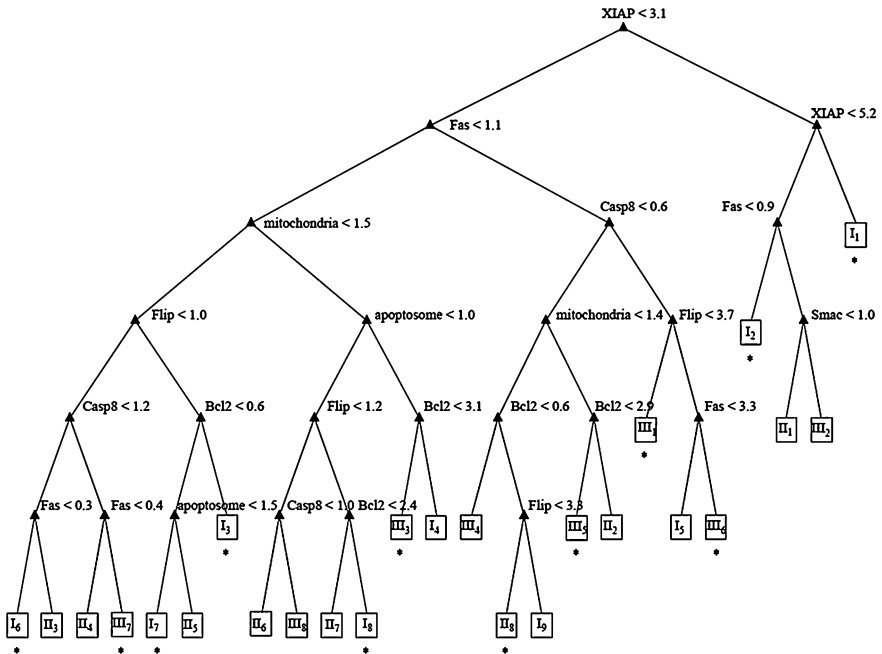 XIAP < 3.1
Fas < 1.1
XIAP < 5.2
mitochondria < 1.5
Casp8 < 0.6
Fas < 0.9
I1
*
Flip < 1.0
apoptosome < 1.0
mitochondria < 1.4
Flip < 3.7
I2
*
Smac < 1.0
Casp8 < 1.2
Bcl2 < 0.6
Flip < 1.2
Bcl2 < 3.1
Bcl2 < 0.6
Bcl2 < 2.9
III1
*
Fas < 3.3
II1
III2
Fas < 0.3
Fas < 0.4
apoptosome < 1.5
I3
*
Casp8 < 1.0
Bcl2 < 2.4
III3
*
I4
III4
Flip < 3.3
III5
*
II2
I5
III6
*
I6
*
II3
II4
III7
*
I7
*
II5
II6
III8
II7
I8
*
II8
*
I9